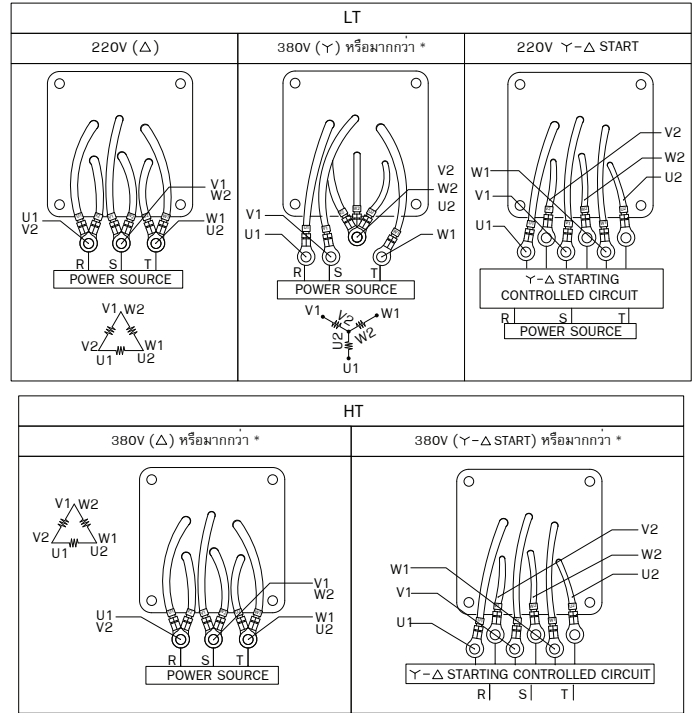 LT
220V (△)
380V (Y) หรือมากกว่า *
220V Y-△ START
U1
V2
V1
W2
W1
U2
R S T
POWER SOURCE
V1 W2
V2 W1
U1 U2
V1
U1
V2
W2
U2
W1
R S T
POWER SOURCE
V1 V2 W1
U2 W2
U1
W1
V1
U1
V2
W2
U2
Y-△ STARTING
CONTROLLED CIRCUIT
R S T
POWER SOURCE
HT
380V (△) หรือมากกว่า *
380V (Y-△ START) หรือมากกว่า *
V1 W2
V2 W1
U1 U2
U1
V2
V1
W2
W1
U2
R S T
POWER SOURCE
W1
V1
U1
V2
W2
U2
Y-△ STARTING CONTROLLED CIRCUIT
R S T